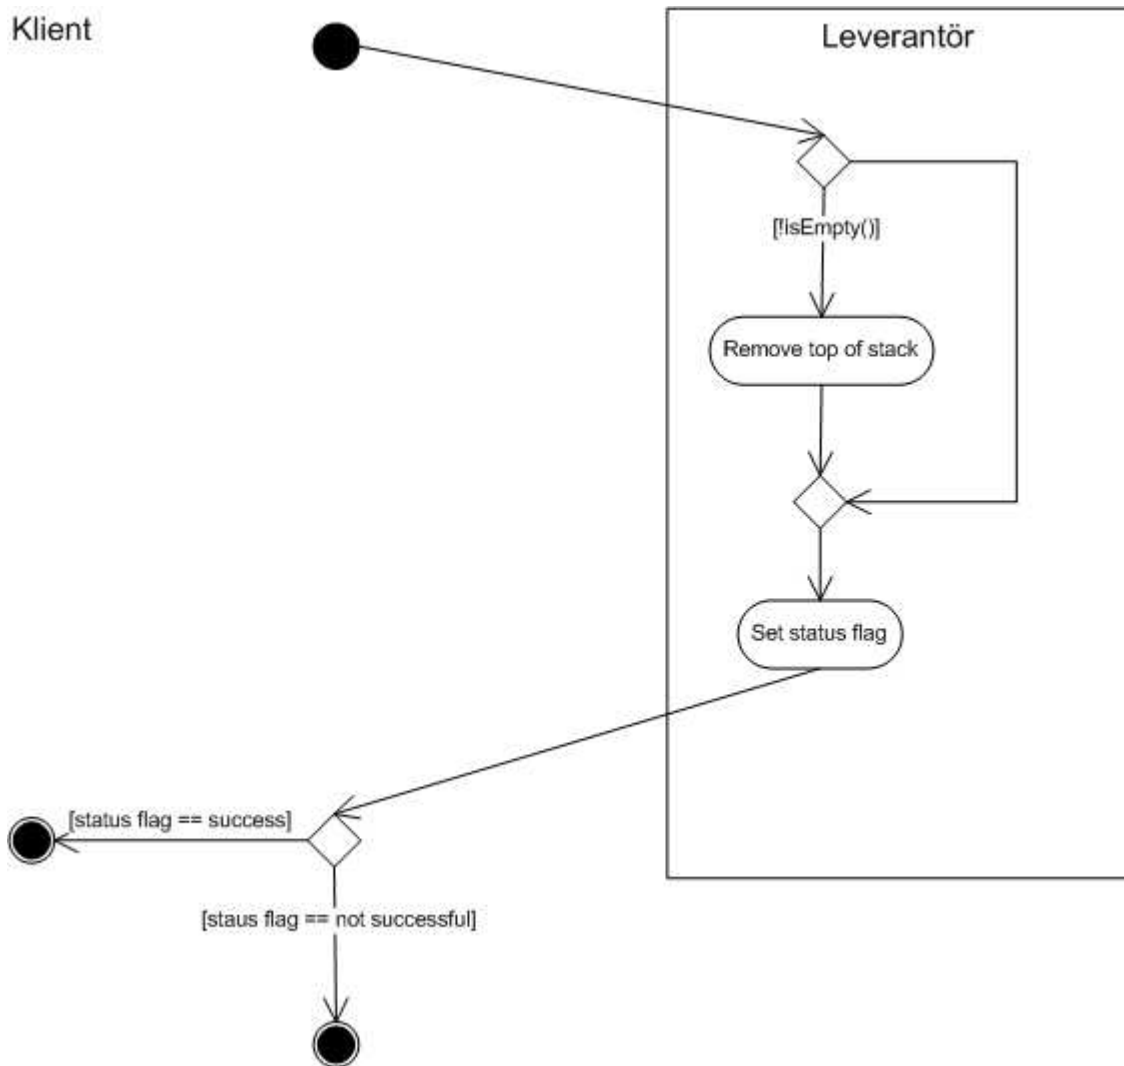 Klient
Leverantör
[!isEmpty()]
Remove top of stack
Set status flag
[status flag == success]
[staus flag == not successful]